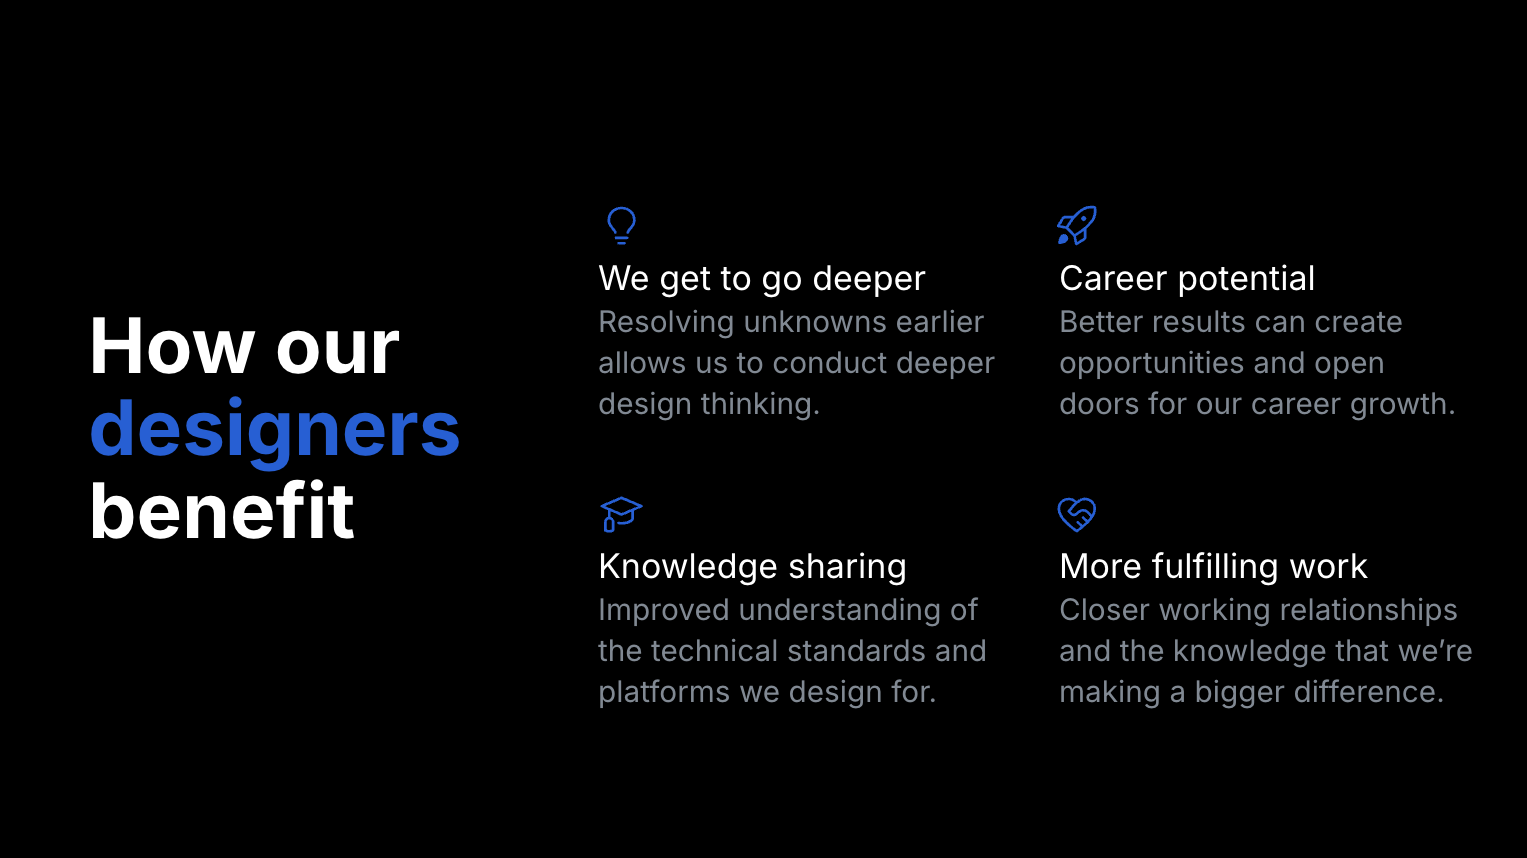 How our
designers
benefit
We get to go deeper
Resolving unknowns earlier
allows us to conduct deeper
design thinking.
Career potential
Better results can create
opportunities and open
doors for our career growth.
Knowledge sharing
Improved understanding of
the technical standards and
platforms we design for.
More fulfilling work
Closer working relationships
and the knowledge that we’re
making a bigger difference.